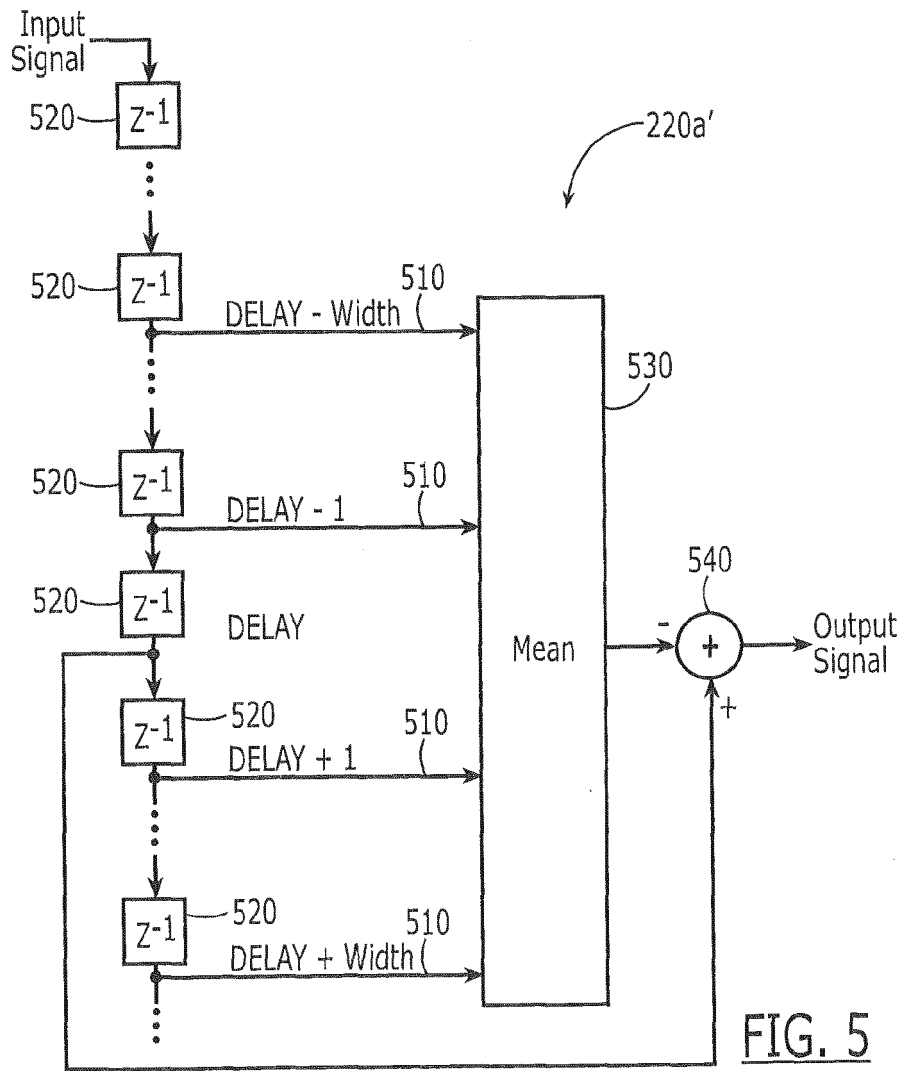 Input
Signal
520
Z-1
220a'
520
Z-1
510
DELAY - Width
530
520
Z-1
510
DELAY - 1
540
520
Z-1
DELAY
-
+
Output
Signal
Mean
+
520
Z-1
510
DELAY + 1
520
Z-1
510
DELAY + Width
FIG. 5